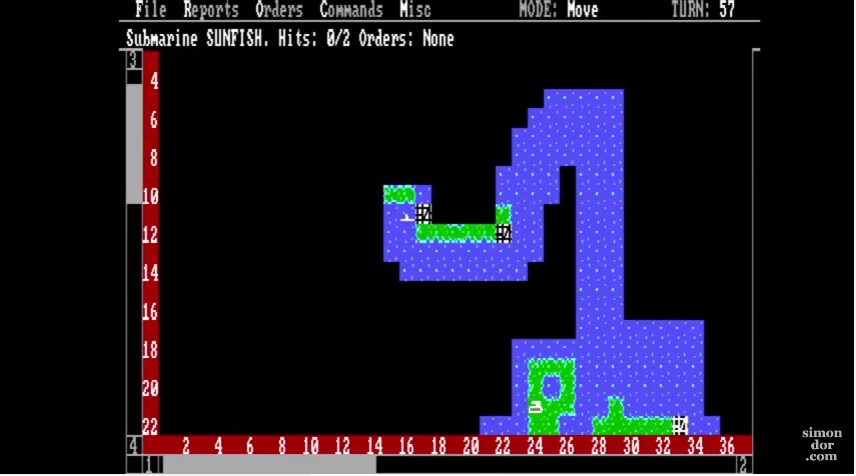 File Reports Orders Commands Misc MODE: Move TURN: 57
Submarine SUNFISH. Hits: 0/2 Orders: None
3
4
6
8
10
12
14
16
18
20
22
4 2 4 6 8 10 12 14 16 18 20 22 24 26 28 30 32 34 36
1 2
simon
dor
.com